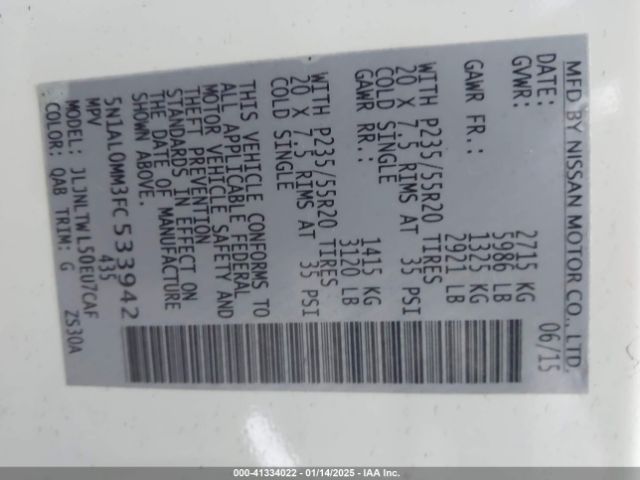 MFD BY NISSAN MOTOR CO., LTD.
DATE: 06/15
GVWR: 2715 KG
5986 LB
GAWR FR.: 1325 KG
2921 LB
WITH P235/55R20 TIRES
20 X 7.5 RIMS AT 35 PSI
COLD SINGLE
GAWR RR.: 1415 KG
3120 LB
WITH P235/55R20 TIRES
20 X 7.5 RIMS AT 35 PSI
COLD SINGLE
THIS VEHICLE CONFORMS TO
ALL APPLICABLE FEDERAL
MOTOR VEHICLE SAFETY AND
THEFT PREVENTION
STANDARDS IN EFFECT ON
THE DATE OF MANUFACTURE
SHOWN ABOVE.
5N1AL0MM3FC533942
MPV 435
MODEL: JLJNLTWL50EU7CAF
COLOR: QAB TRIM: G ZS30A
000-41334022 - 01/14/2025 - IAA Inc.